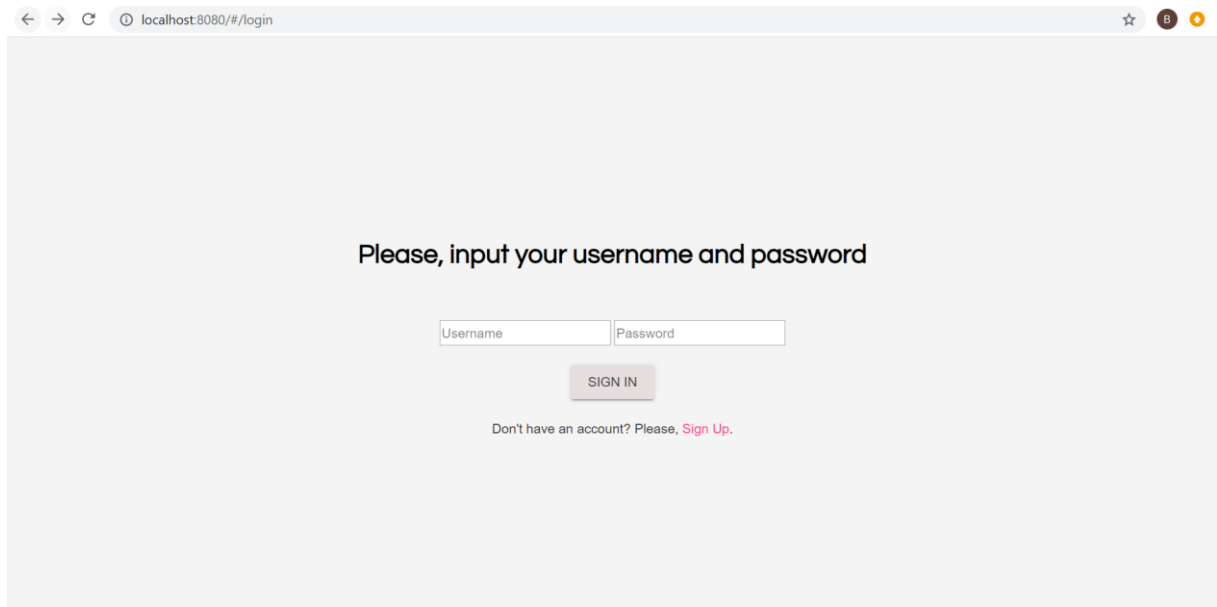 localhost:8080/#/login
B
Please, input your username and password
Username Password
SIGN IN
Don't have an account? Please, Sign Up.